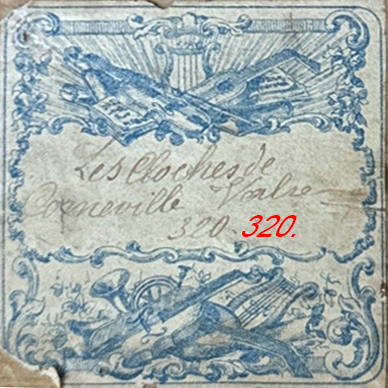 Les Cloches de
Corneville Valse
320. 320.